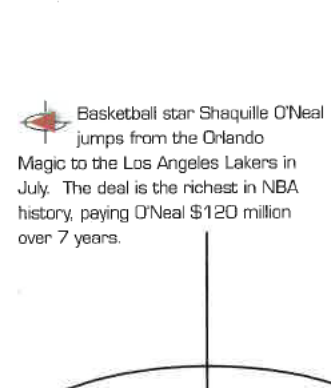 Basketball star Shaquille O'Neal
jumps from the Orlando
Magic to the Los Angeles Lakers in
July. The deal is the richest in NBA
history, paying O'Neal $120 million
over 7 years.